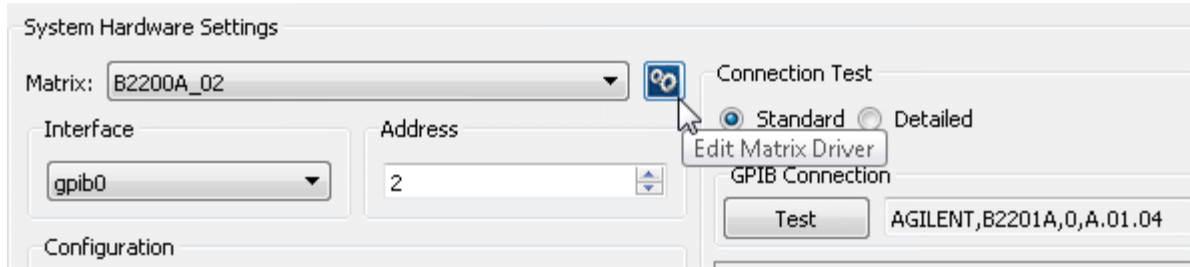 System Hardware Settings
Matrix: B2200A_02
Connection Test
Standard Detailed
Edit Matrix Driver
Interface Address
gpib0 2
GPIB Connection
Test AGILENT,B2201A,0,A.01.04
Configuration